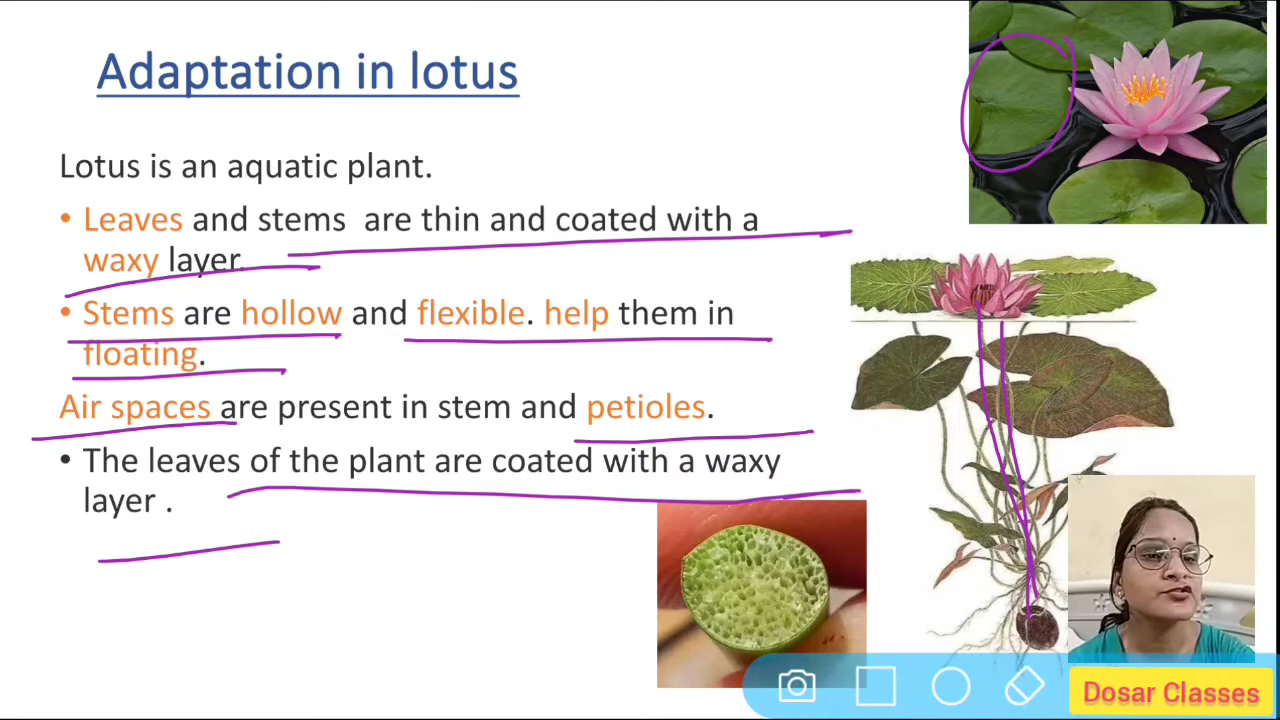 Adaptation in lotus
Lotus is an aquatic plant.
• Leaves and stems are thin and coated with a
waxy layer.
• Stems are hollow and flexible. help them in
floating.
Air spaces are present in stem and petioles.
• The leaves of the plant are coated with a waxy
layer .
Dosar Classes